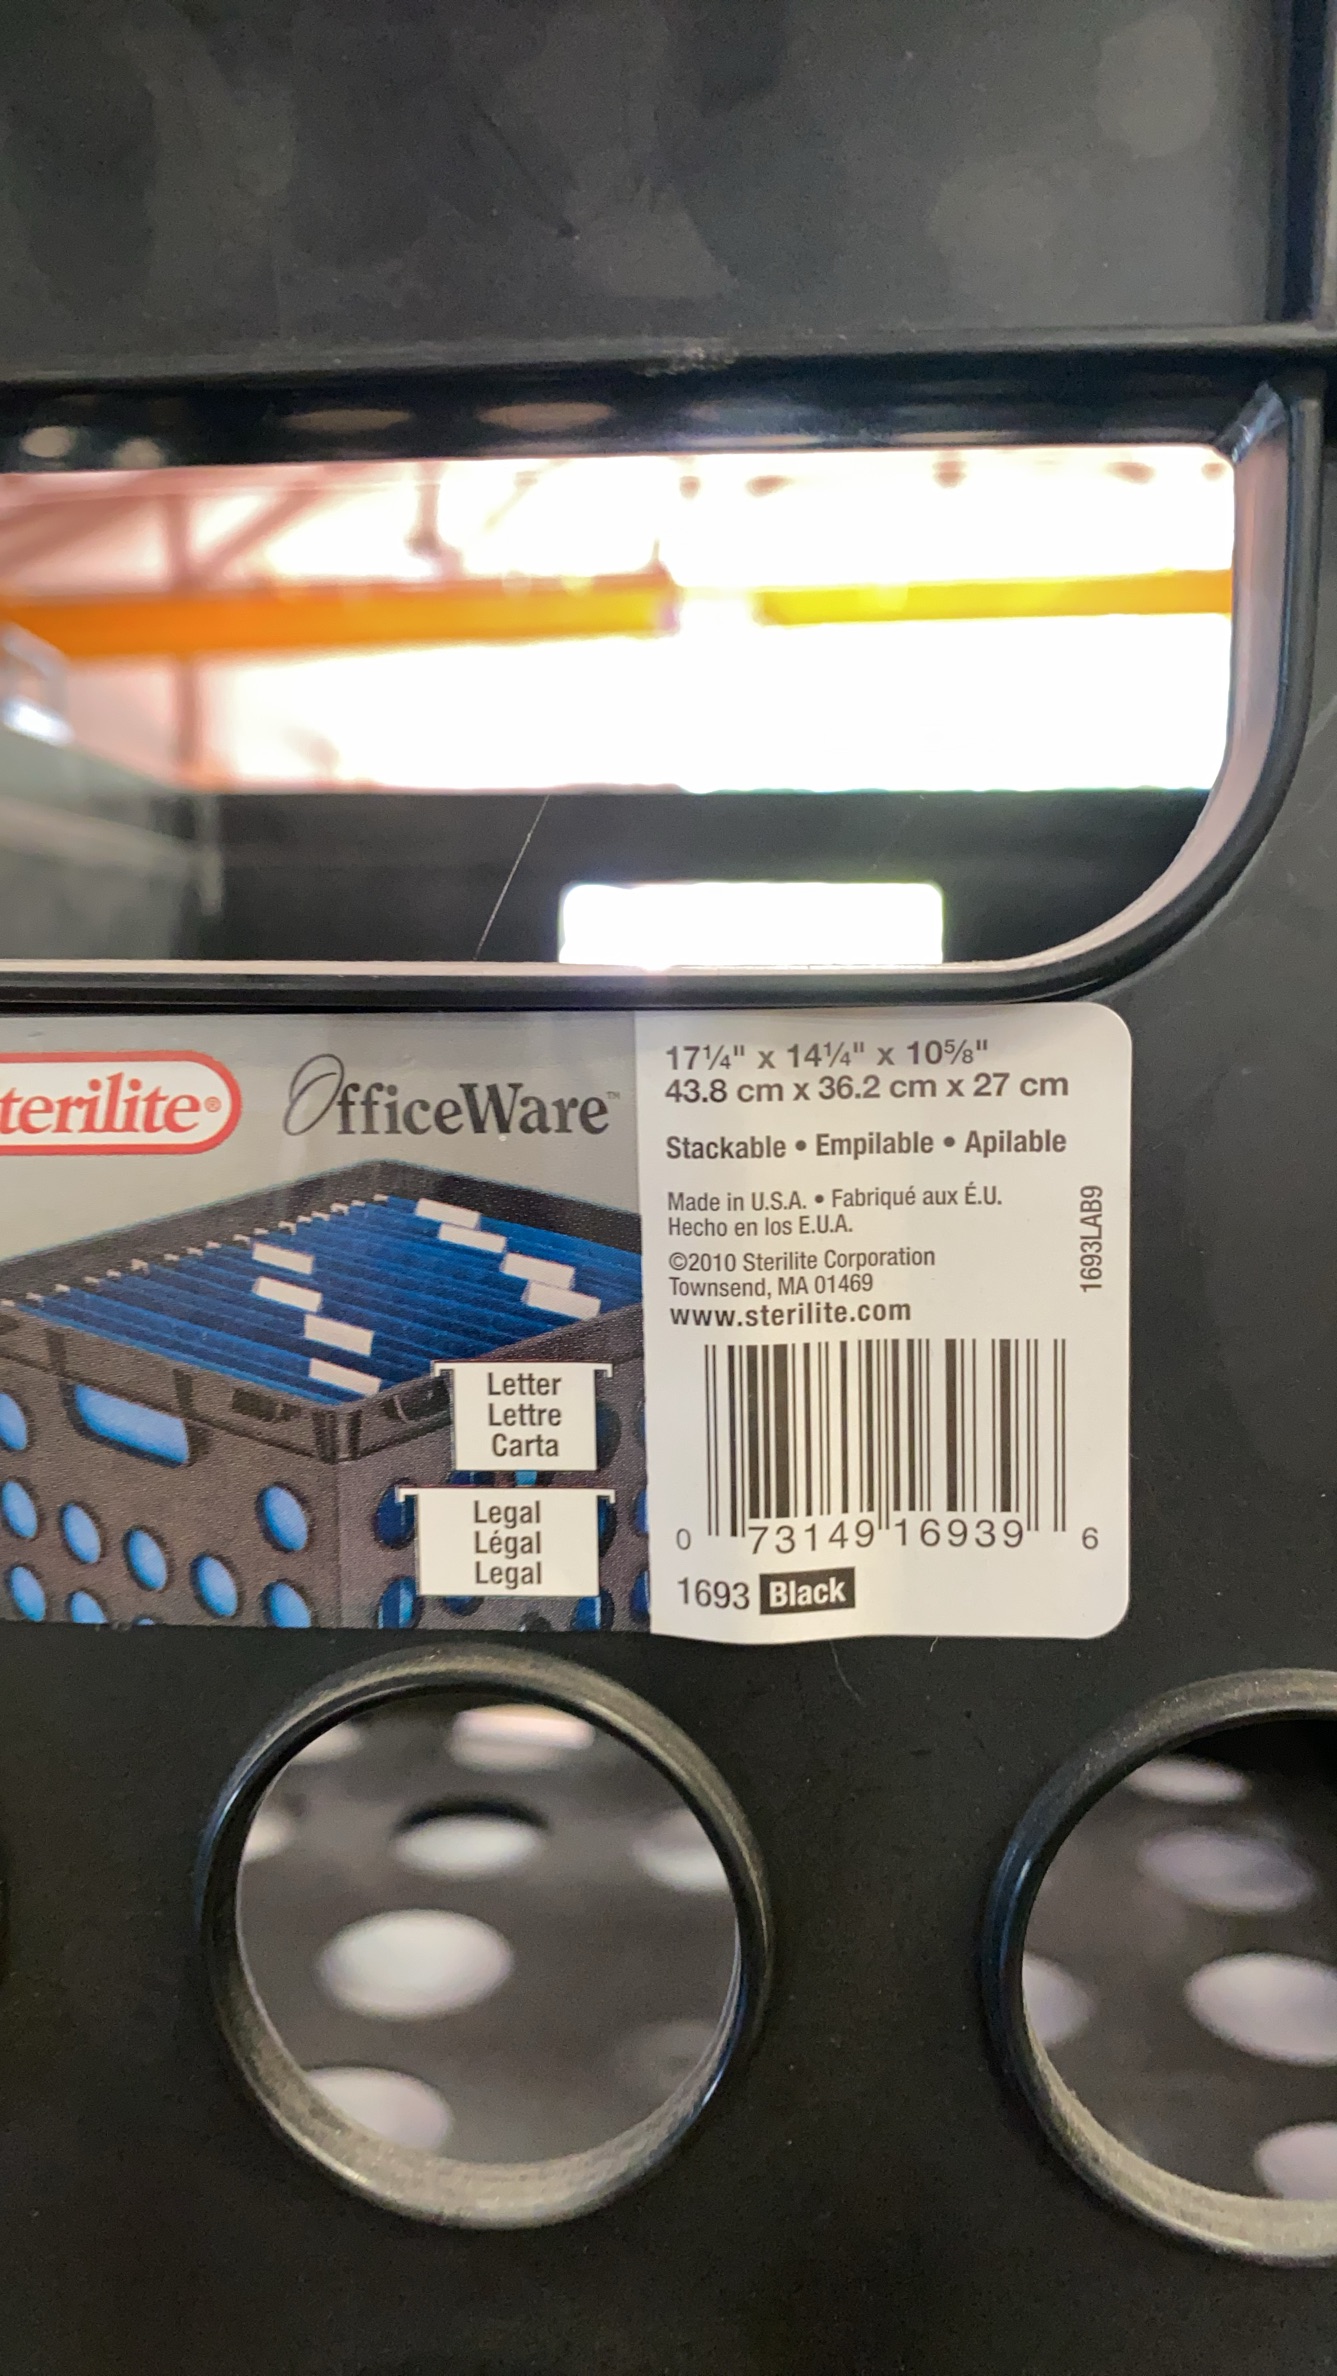 terilite®
OfficeWare™
Letter
Lettre
Carta
Legal
Légal
Legal
17¼" x 14¼" x 10⅝"
43.8 cm x 36.2 cm x 27 cm
Stackable • Empilable • Apilable
Made in U.S.A. • Fabriqué aux É.U.
Hecho en los E.U.A.
©2010 Sterilite Corporation
Townsend, MA 01469
www.sterilite.com
1693LAB9
0 73149 16939 6
1693 Black